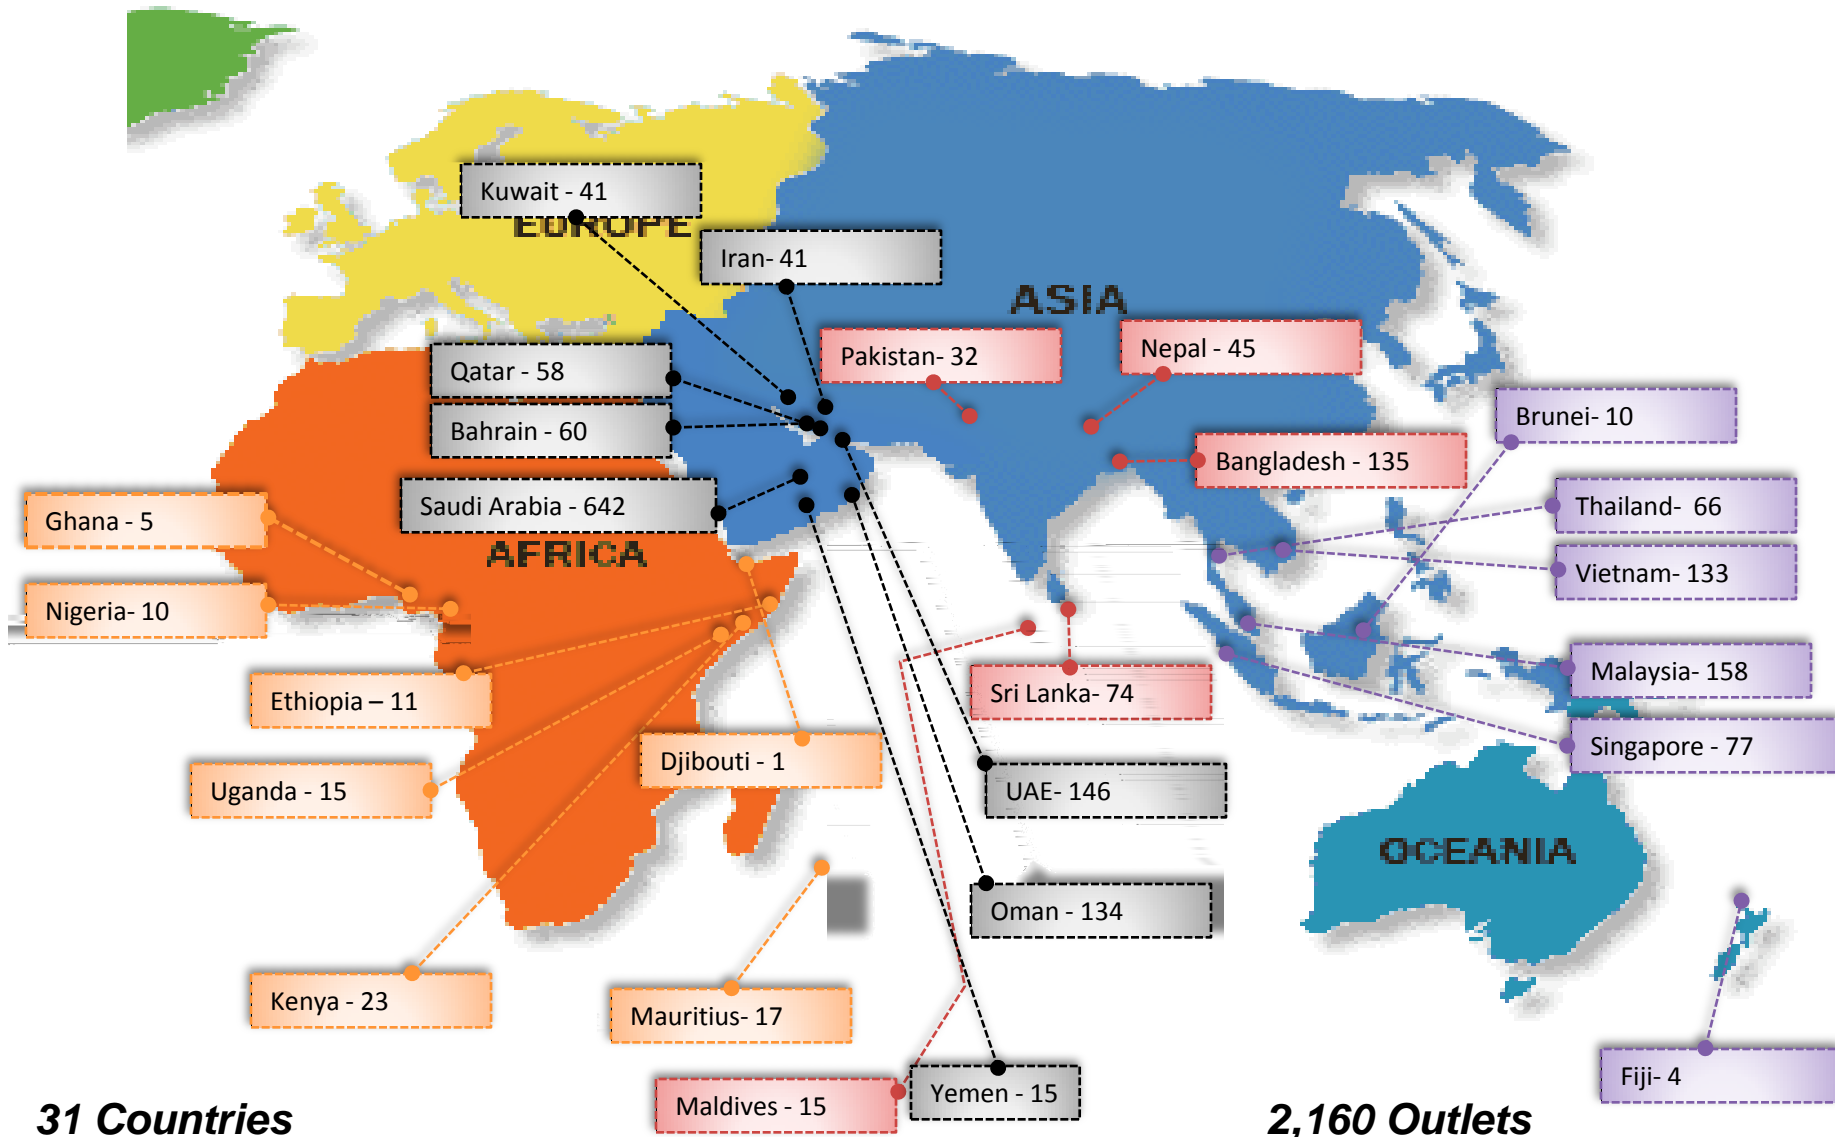 Kuwait - 41
EUROPE
Iran- 41
ASIA
Pakistan- 32
Nepal - 45
Qatar - 58
Brunei- 10
Bahrain - 60
Bangladesh - 135
Saudi Arabia - 642
Thailand- 66
Ghana - 5
AFRICA
Vietnam- 133
Nigeria- 10
Malaysia- 158
Ethiopia – 11
Sri Lanka- 74
Singapore - 77
Djibouti - 1
Uganda - 15
UAE- 146
OCEANIA
Oman - 134
Kenya - 23
Mauritius- 17
Fiji- 4
Maldives - 15
Yemen - 15
31 Countries
2,160 Outlets